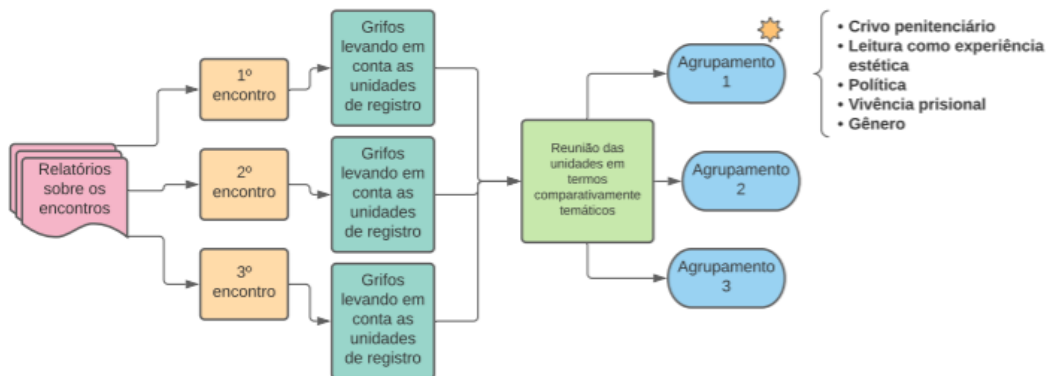 Relatórios
sobre os
encontros
1º
encontro
2º
encontro
3º
encontro
Grifos
levando em
conta as
unidades
de registro
Grifos
levando em
conta as
unidades
de registro
Grifos
levando em
conta as
unidades
de registro
Reunião das
unidades em
termos
comparativamente
temáticos
Agrupamento
1
Agrupamento
2
Agrupamento
3
• Crivo penitenciário
• Leitura como experiência
estética
• Política
• Vivência prisional
• Gênero